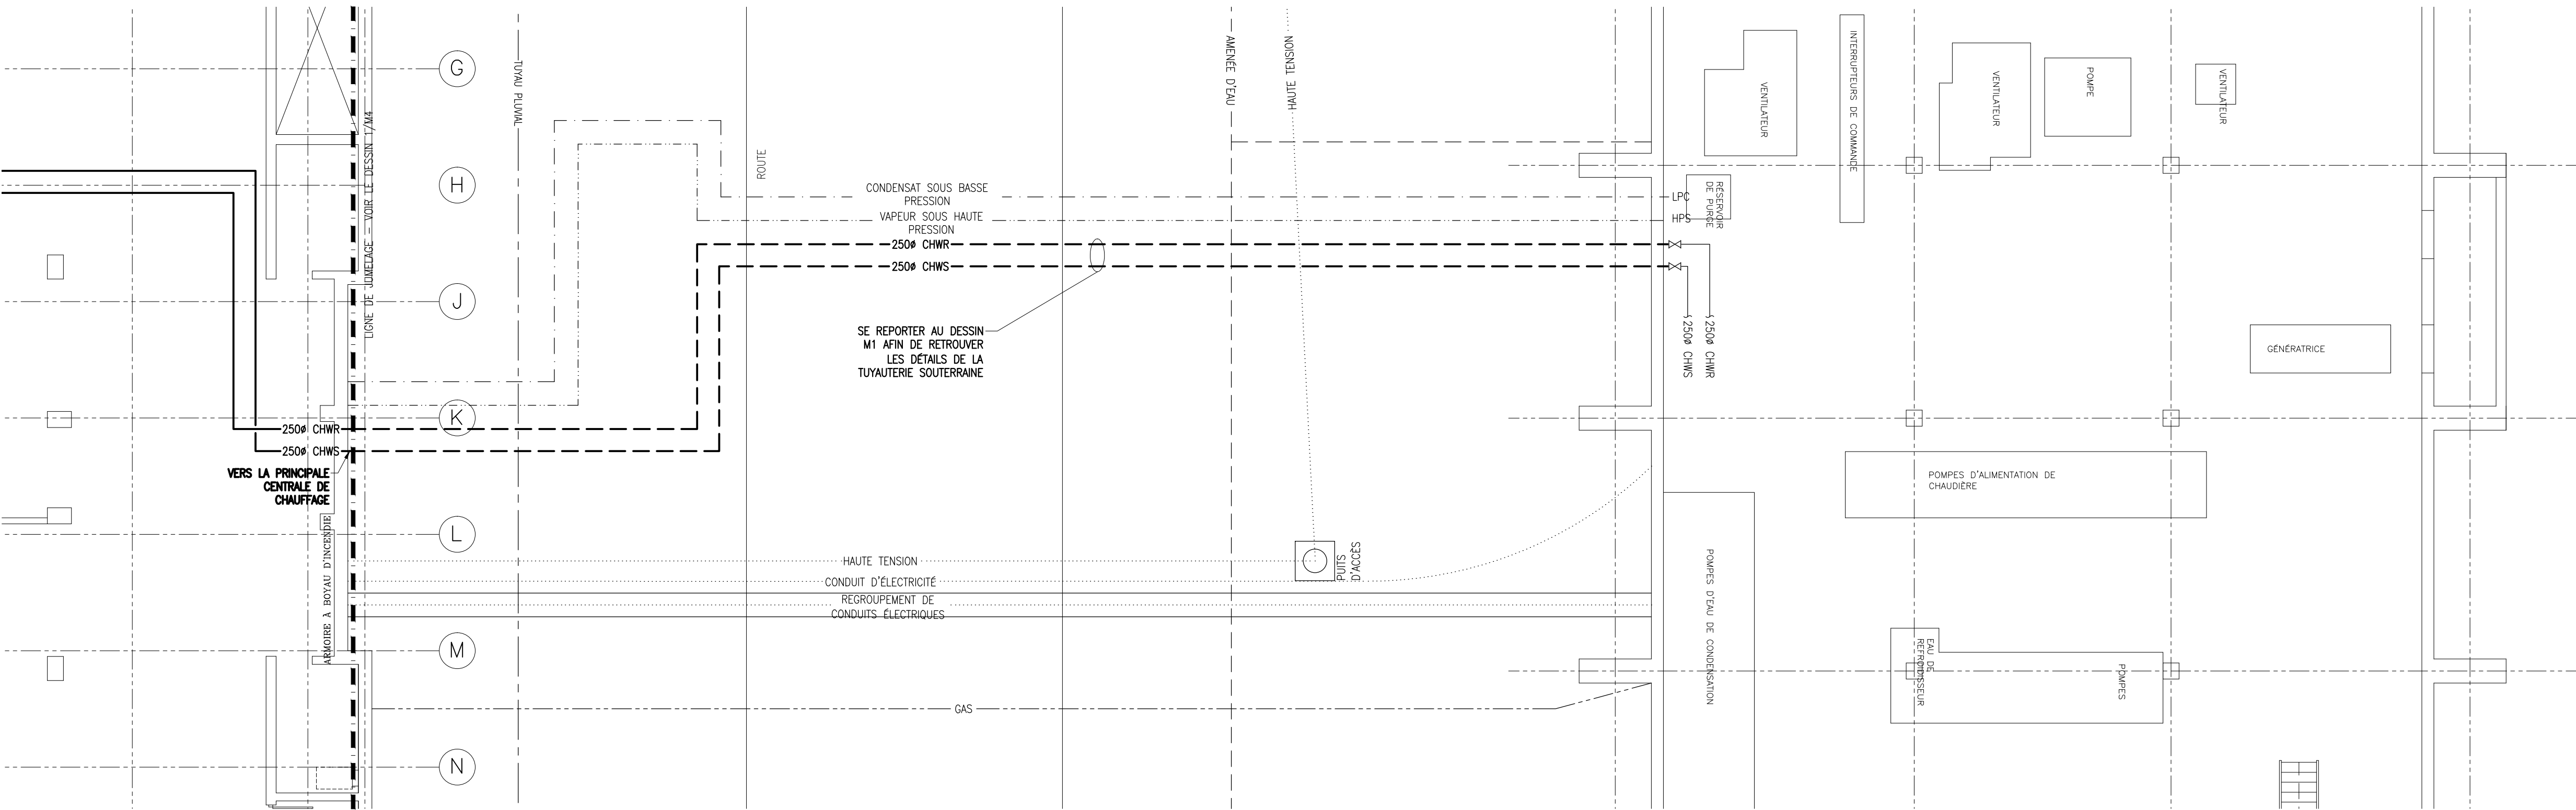 G
H
J
K
L
M
N
TUYAU PLUVIAL
LIGNE DE JUMELAGE - VOIR LE DESSIN 1/M4
ROUTE
AMENÉE D'EAU
HAUTE TENSION
CONDENSAT SOUS BASSE
PRESSION
VAPEUR SOUS HAUTE
PRESSION
250ø CHWR
250ø CHWS
SE REPORTER AU DESSIN
M1 AFIN DE RETROUVER
LES DÉTAILS DE LA
TUYAUTERIE SOUTERRAINE
250ø CHWR
250ø CHWS
VERS LA PRINCIPALE
CENTRALE DE
CHAUFFAGE
ARMOIRE À BOYAU D'INCENDIE
HAUTE TENSION
CONDUIT D'ÉLECTRICITÉ
REGROUPEMENT DE
CONDUITS ÉLECTRIQUES
PUITS
D'ACCÈS
GAS
LPC
HPS
RÉSERVOIR
DE PURGE
250ø CHWS
250ø CHWR
VENTILATEUR
INTERRUPTEURS DE COMMANDE
VENTILATEUR
POMPE
VENTILATEUR
GÉNÉRATRICE
POMPES D'ALIMENTATION DE
CHAUDIÈRE
POMPES D'EAU DE CONDENSATION
EAU DE
REFROIDISSEUR
POMPES